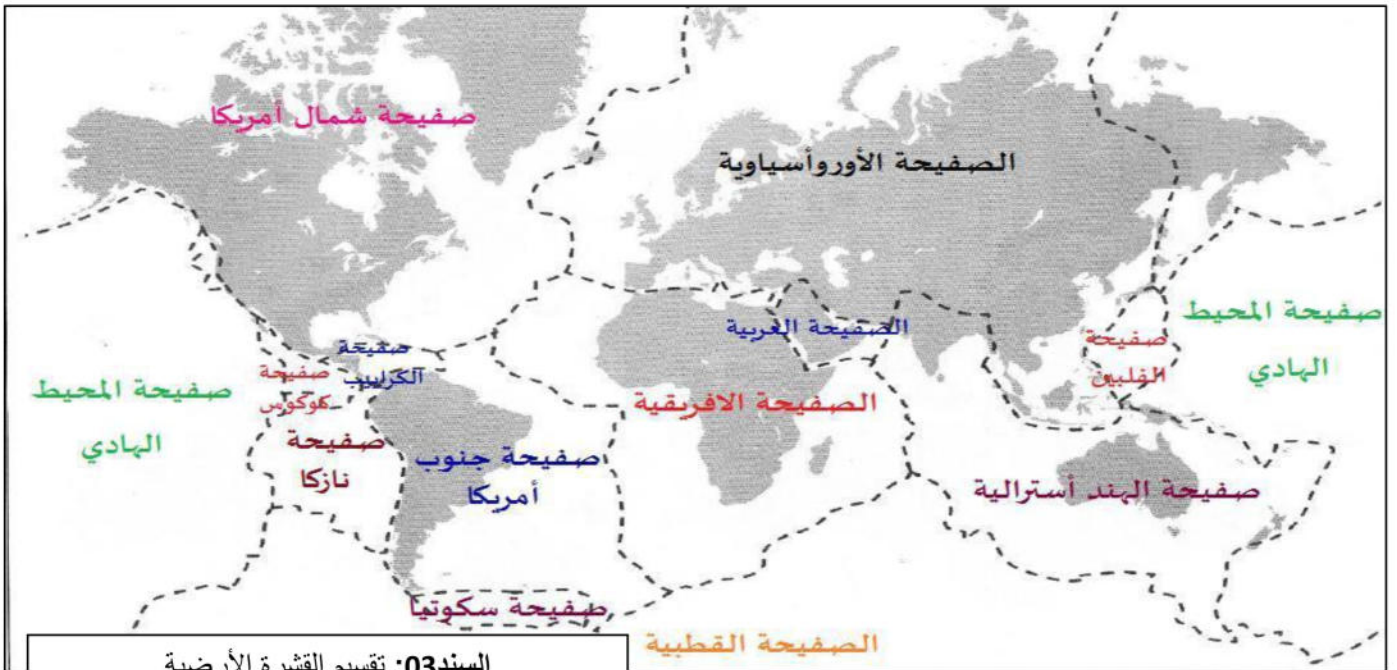 صفيحة شمال أمريكا
الصفيحة الأوروأسياوية
صفيحة المحيط
الهادي
الصفيحة العربية
صفيحة
الفلبين
صفيحة
الكراييب
صفيحة
كوكوس
صفيحة المحيط
الهادي
الصفيحة الافريقية
صفيحة
نازكا
صفيحة جنوب
أمريكا
صفيحة الهند أسترالية
صفيحة سكوتيا
الصفيحة القطبية
السند03: تقسيم القشرة الأرضية